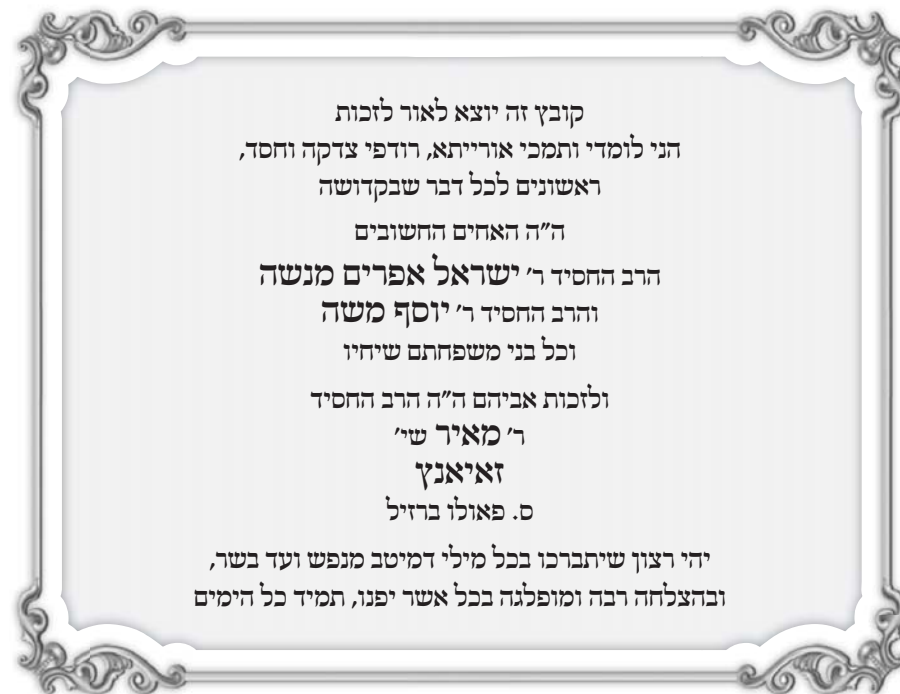 קובץ זה יוצא לאור לזכות
הני לומדי ותמכי אורייתא, רודפי צדקה וחסד,
ראשונים לכל דבר שבקדושה
ה״ה האחים החשובים
הרב החסיד ר׳ ישראל אפרים מנשה
והרב החסיד ר׳ יוסף משה
וכל בני משפחתם שיחיו
ולזכות אביהם ה״ה הרב החסיד
ר׳ מאיר שי׳
זאיאנץ
ס. פאולו ברזיל
יהי רצון שיתברכו בכל מילי דמיטב מנפש ועד בשר,
ובהצלחה רבה ומופלגה בכל אשר יפנו, תמיד כל הימים